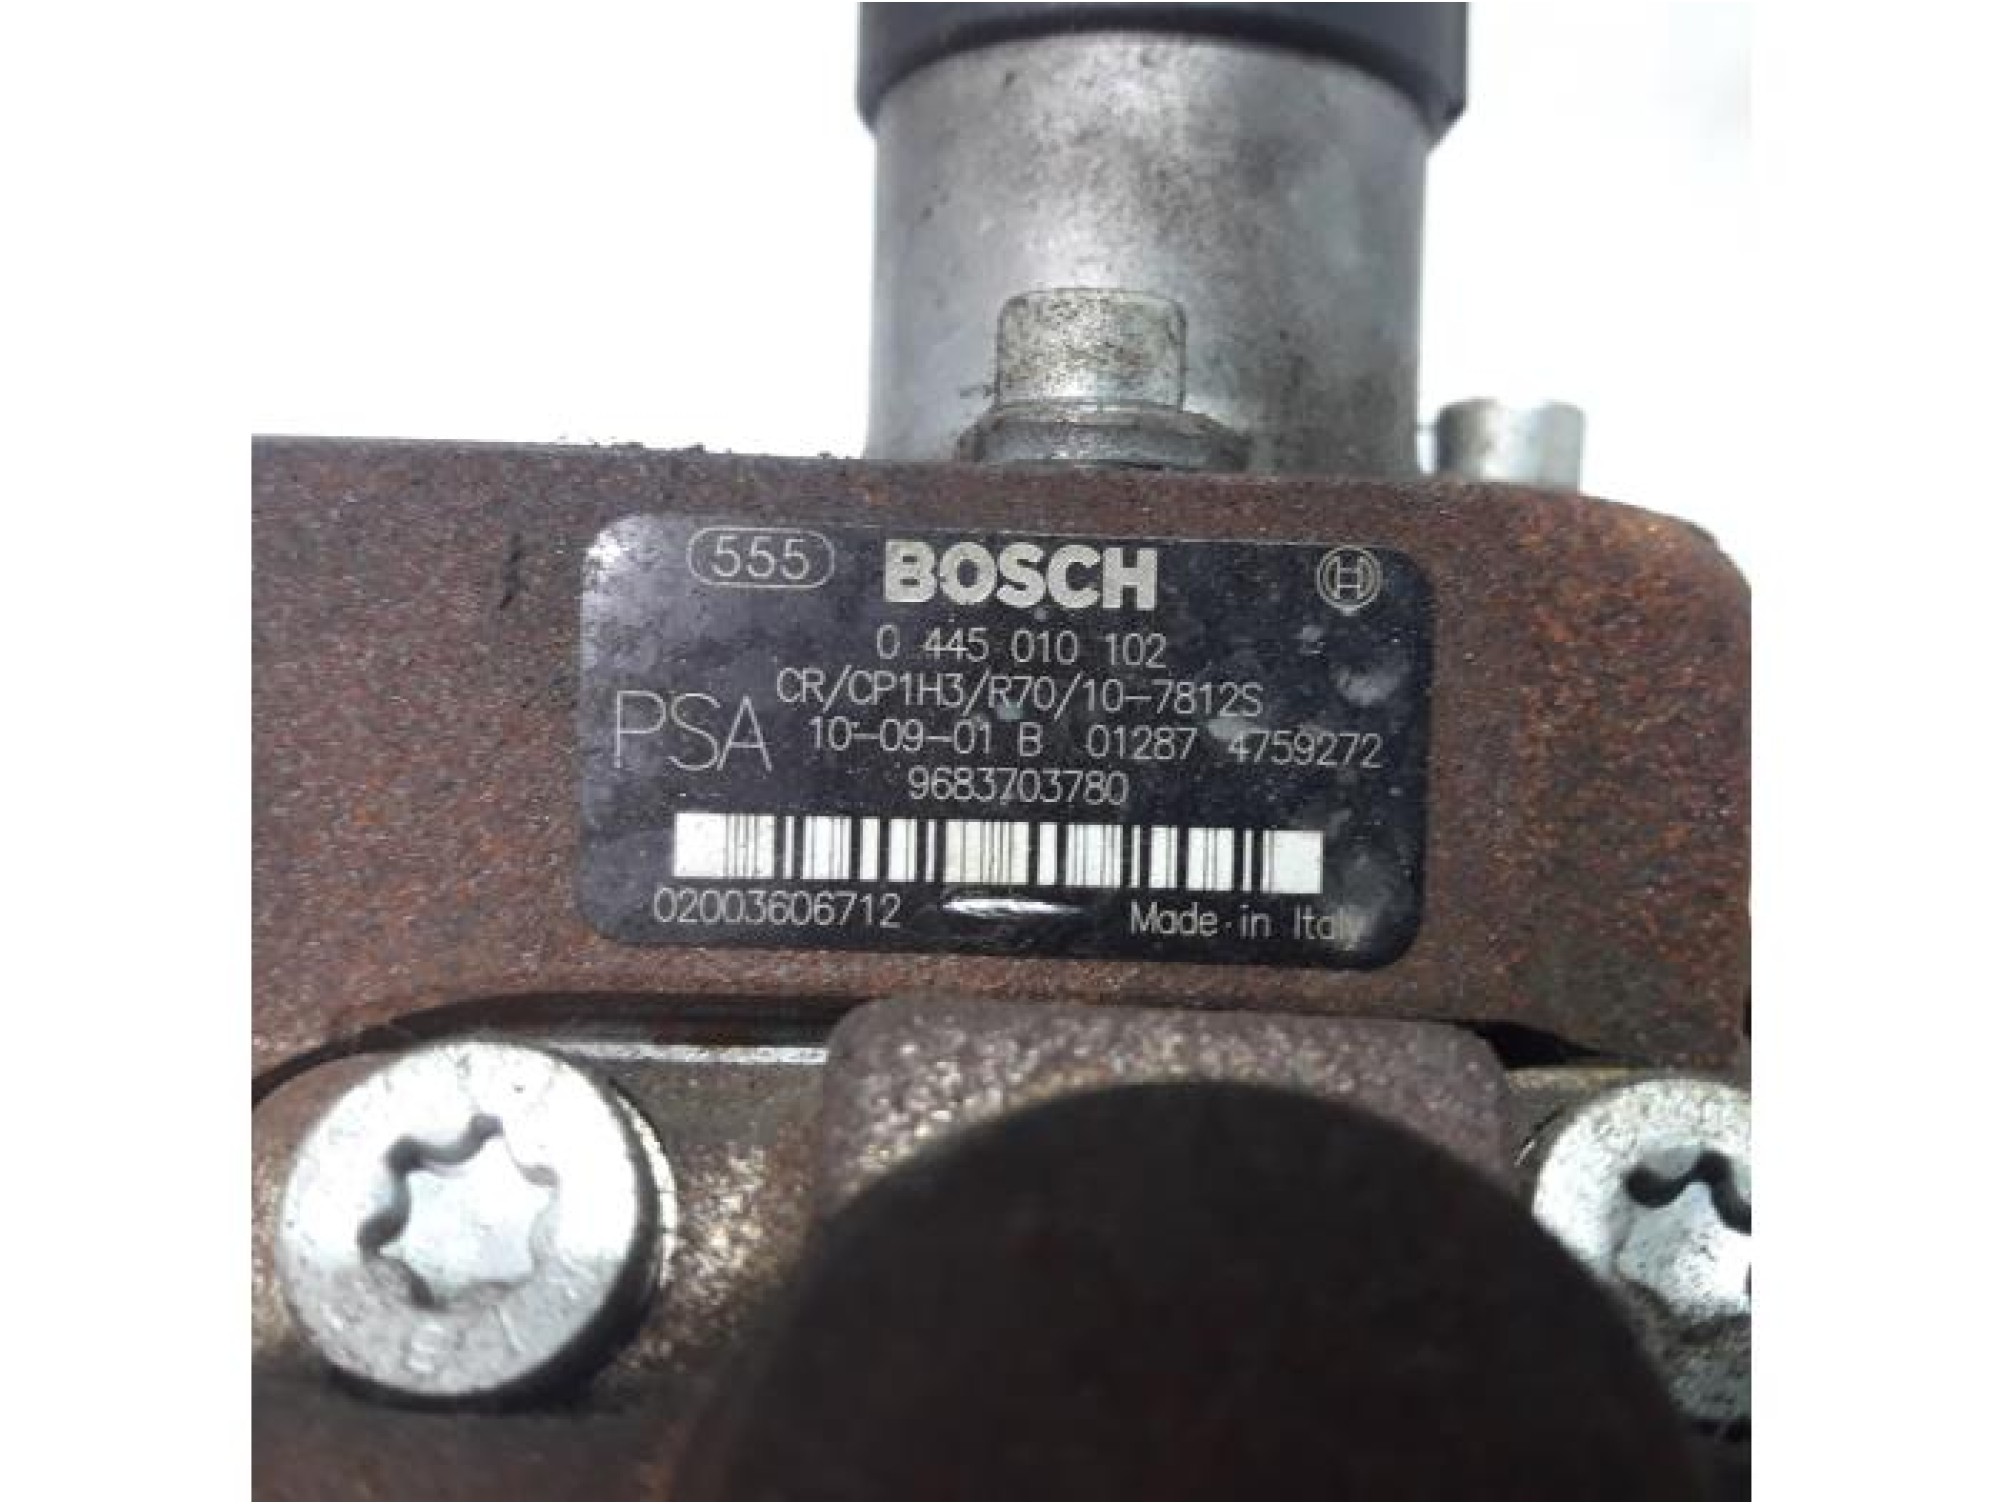 555 BOSCH
0 445 010 102
CR/CP1H3/R70/10-7812S
PSA 10-09-01 B 01287 4759272
9683703780
02003606712 Made in Italy